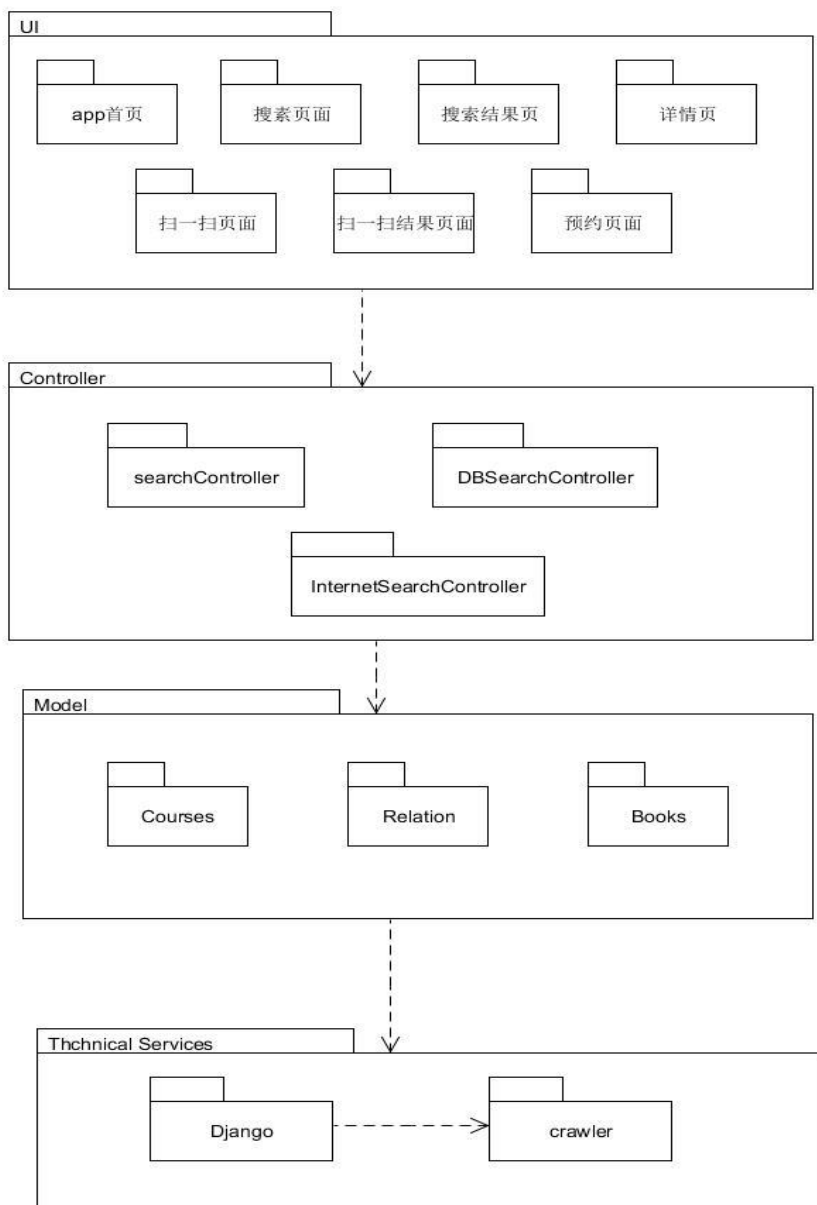 UI
app首页
搜素页面
搜索结果页
详情页
扫一扫页面
扫一扫结果页面
预约页面
Controller
searchController
DBSearchController
InternetSearchController
Model
Courses
Relation
Books
Thchnical Services
Django
crawler